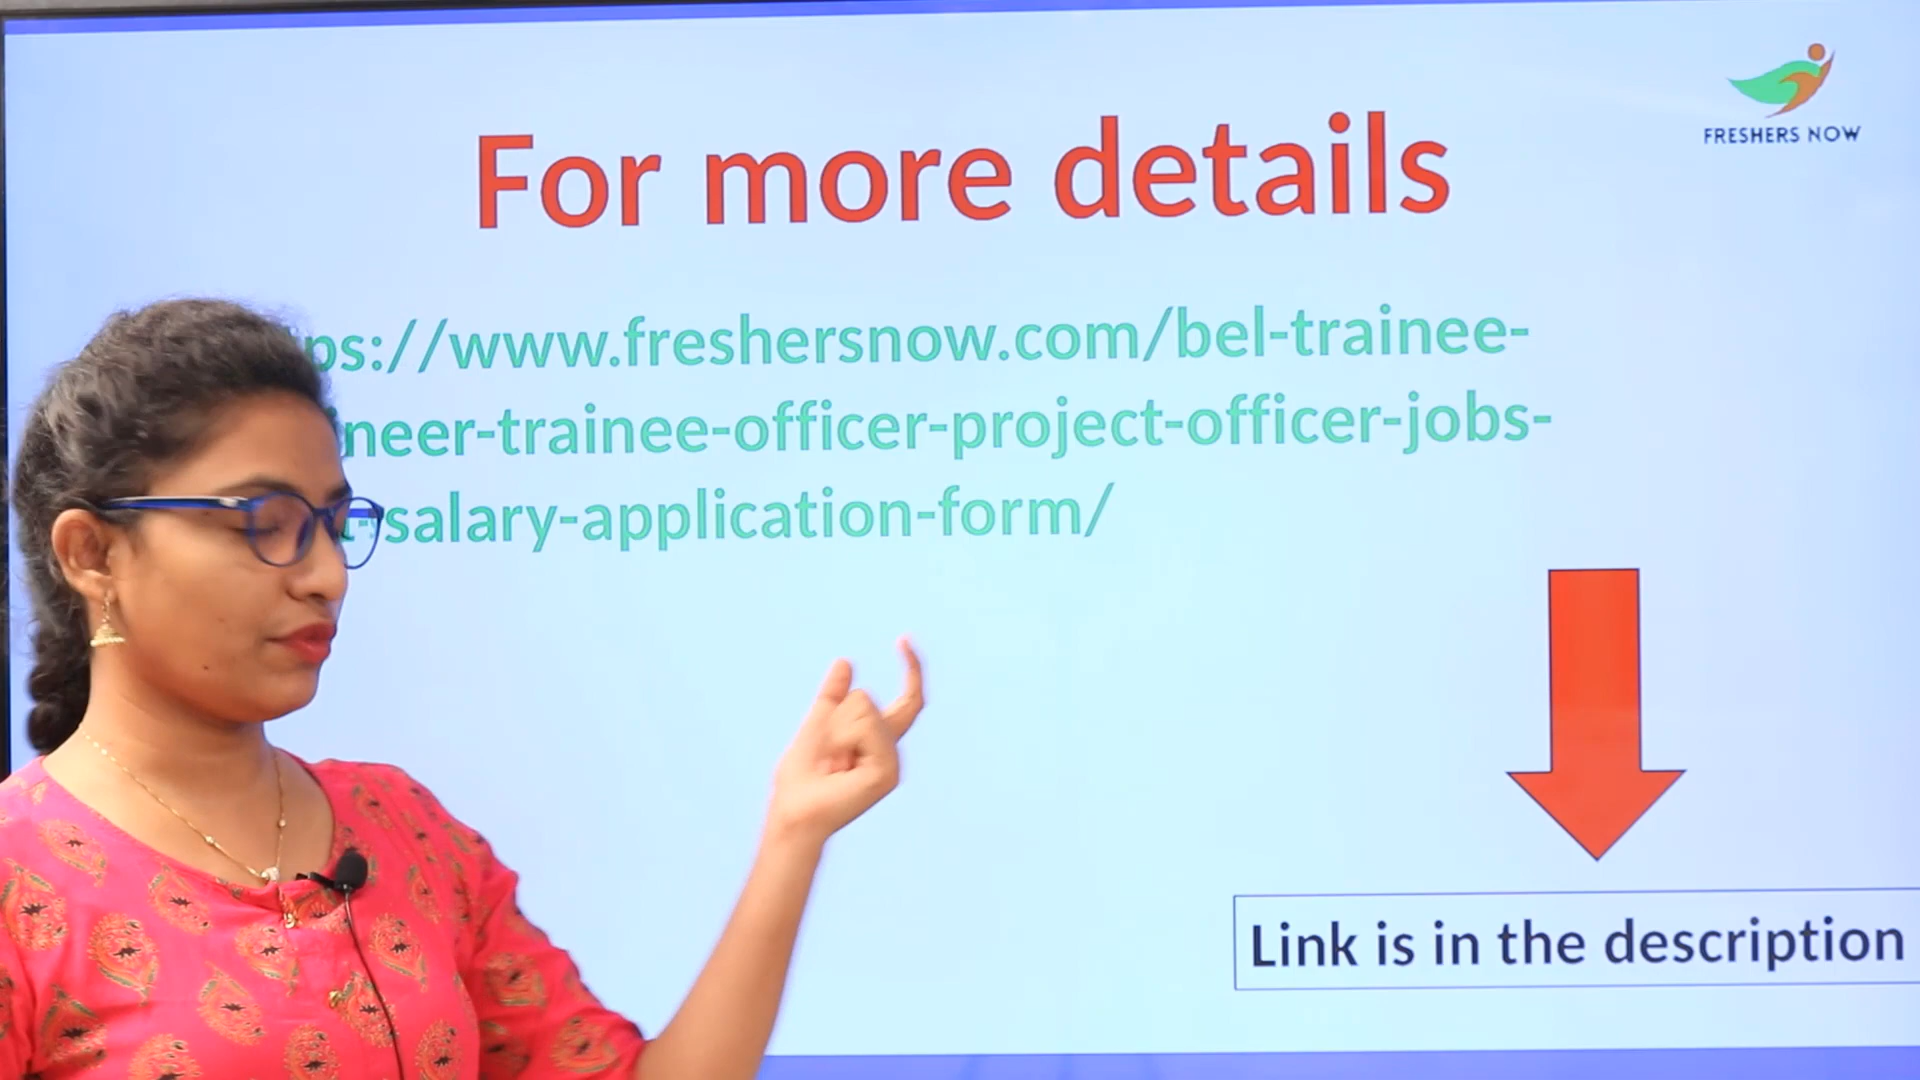 FRESHERS NOW
For more details
ps://www.freshersnow.com/bel-trainee-
neer-trainee-officer-project-officer-jobs-
-salary-application-form/
Link is in the description